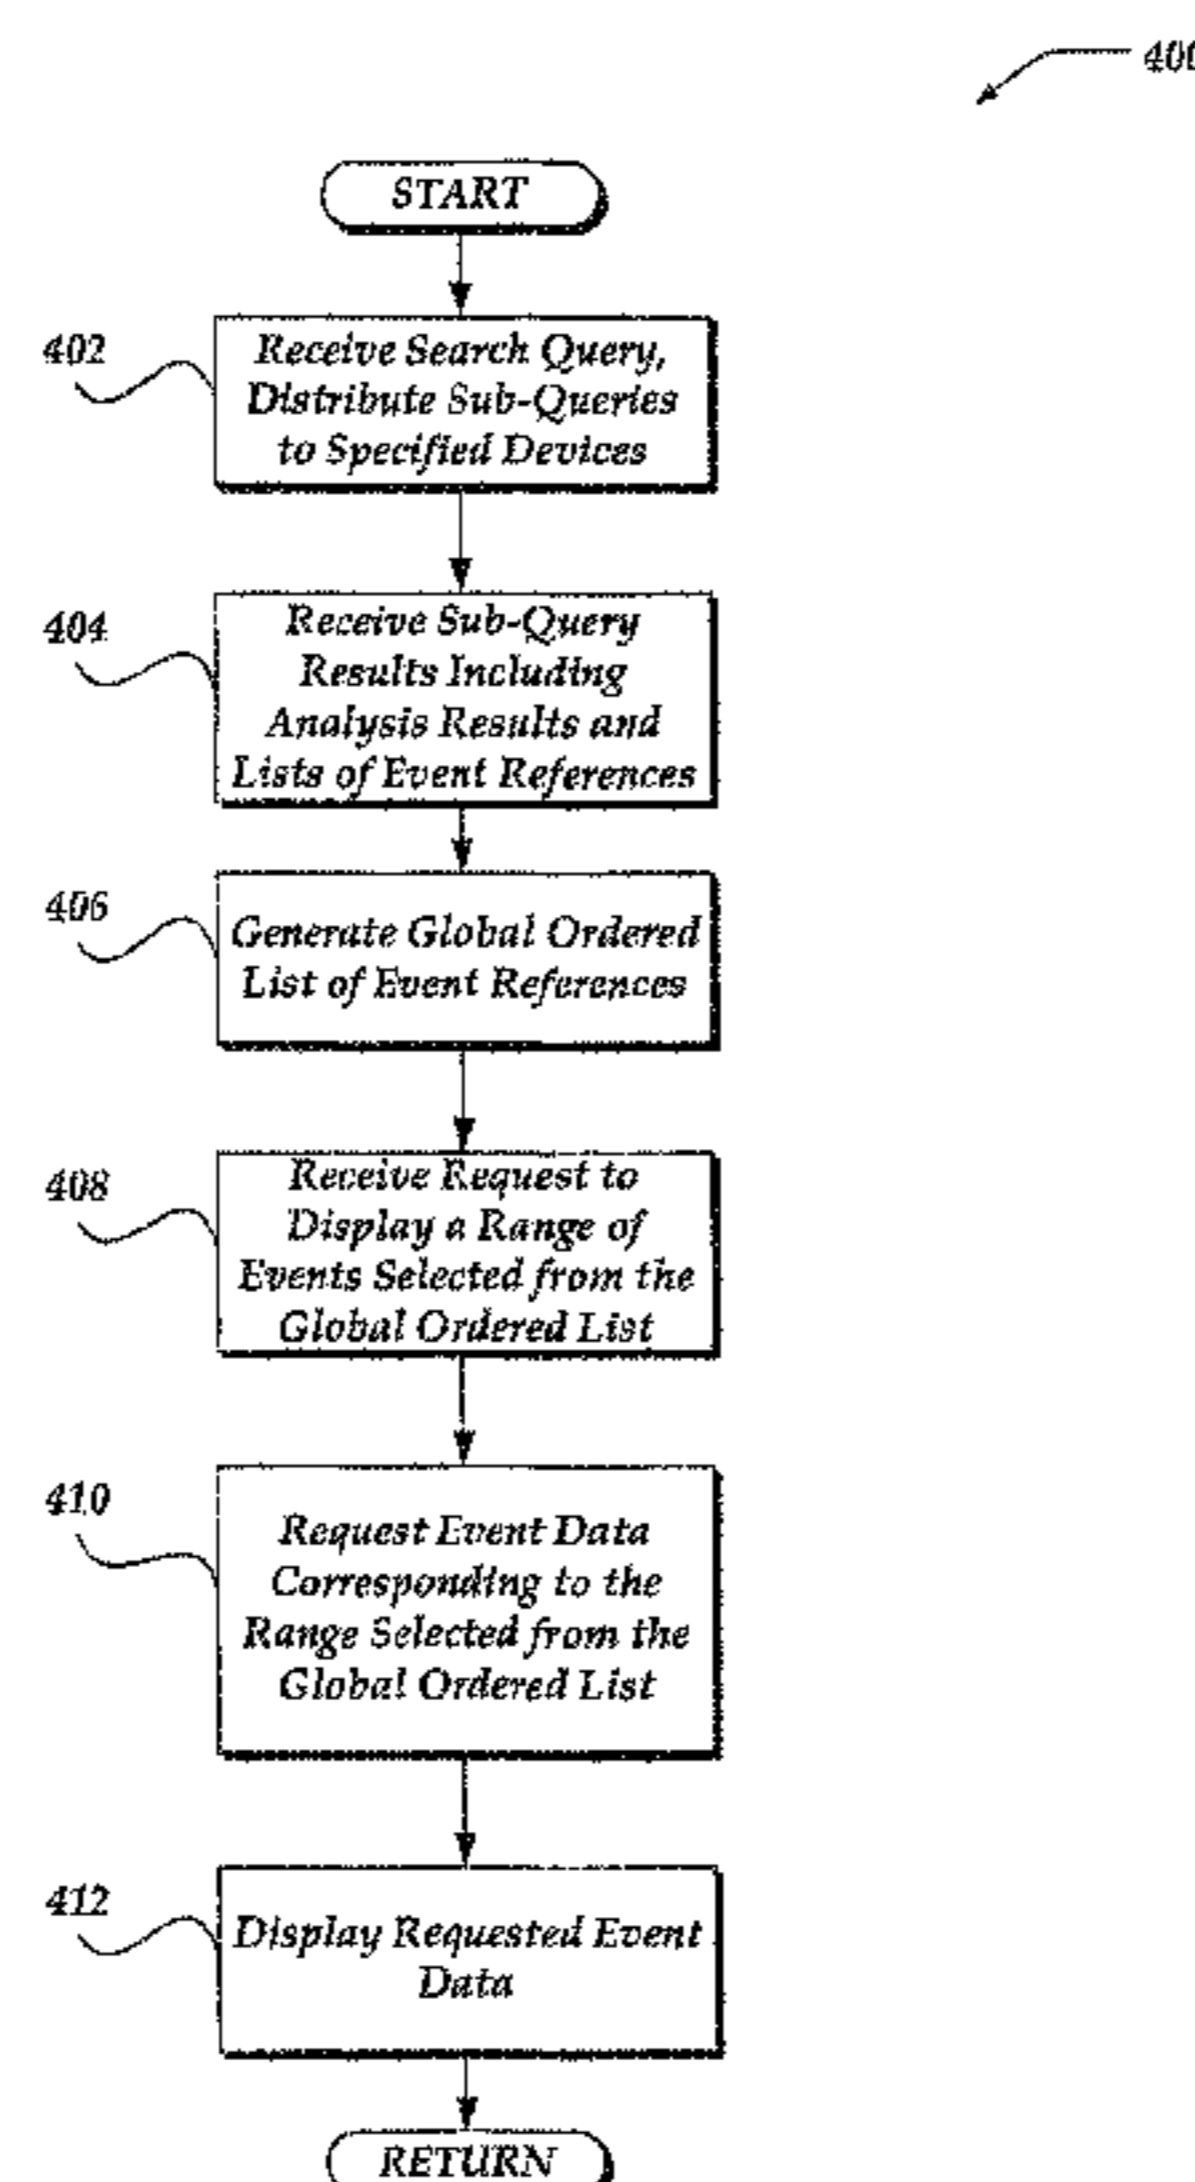 400
START
402
Receive Search Query,
Distribute Sub-Queries
to Specified Devices
404
Receive Sub-Query
Results Including
Analysis Results and
Lists of Event References
406
Generate Global Ordered
List of Event References
408
Receive Request to
Display a Range of
Events Selected from the
Global Ordered List
410
Request Event Data
Corresponding to the
Range Selected from the
Global Ordered List
412
Display Requested Event
Data
RETURN